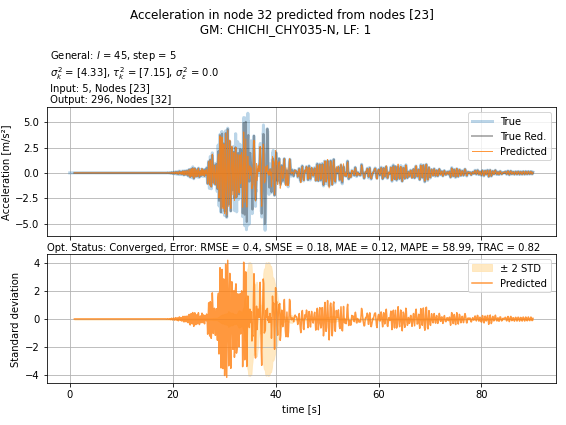 Acceleration in node 32 predicted from nodes [23]
GM: CHICHI_CHY035-N, LF: 1
General: l = 45, step = 5
σ²ₖ = [4.33], τ²ₖ = [7.15], σ²ε = 0.0
Input: 5, Nodes [23]
Output: 296, Nodes [32]
Acceleration [m/s²]
5.0
2.5
0.0
−2.5
−5.0
True
True Red.
Predicted
Opt. Status: Converged, Error: RMSE = 0.4, SMSE = 0.18, MAE = 0.12, MAPE = 58.99, TRAC = 0.82
Standard deviation
4
2
0
−2
−4
± 2 STD
Predicted
0 20 40 60 80
time [s]